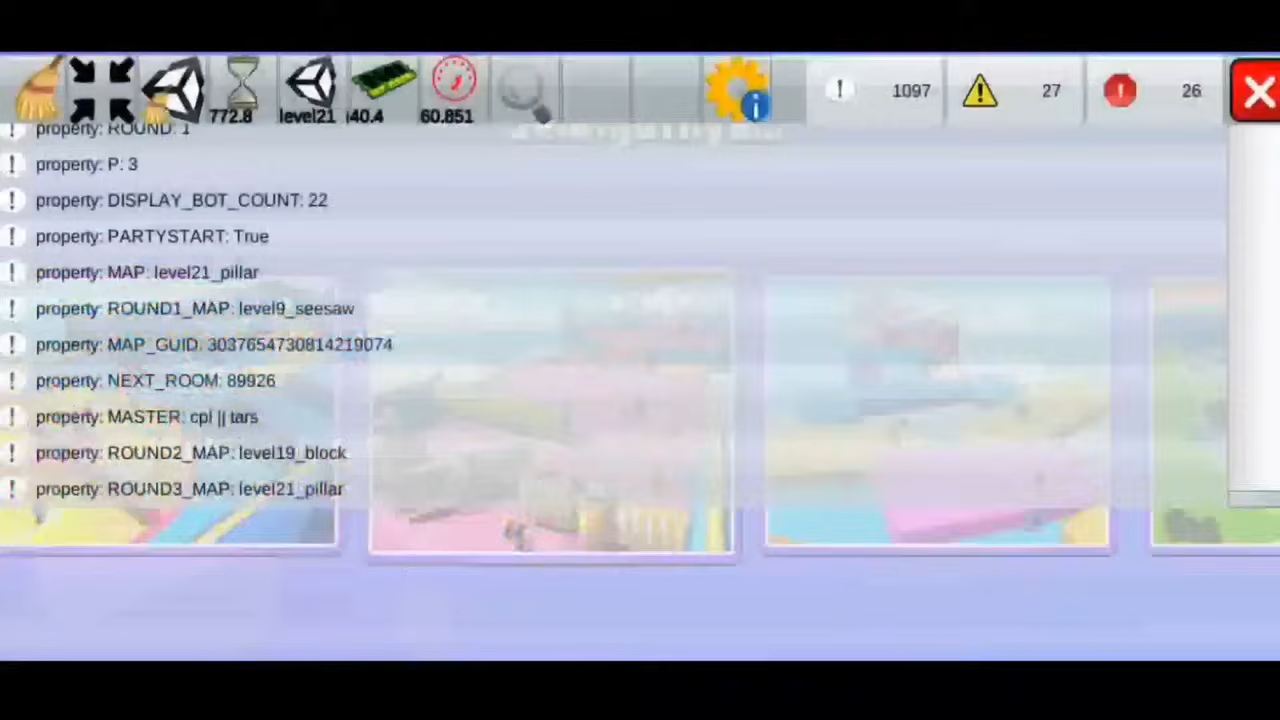 772.8
level21
i40.4
60.851
1097
27
26
property: ROUND: 1
property: P: 3
property: DISPLAY_BOT_COUNT: 22
property: PARTYSTART: True
property: MAP: level21_pillar
property: ROUND1_MAP: level9_seesaw
property: MAP_GUID: 3037654730814219074
property: NEXT_ROOM: 89926
property: MASTER: cpl || tars
property: ROUND2_MAP: level19_block
property: ROUND3_MAP: level21_pillar